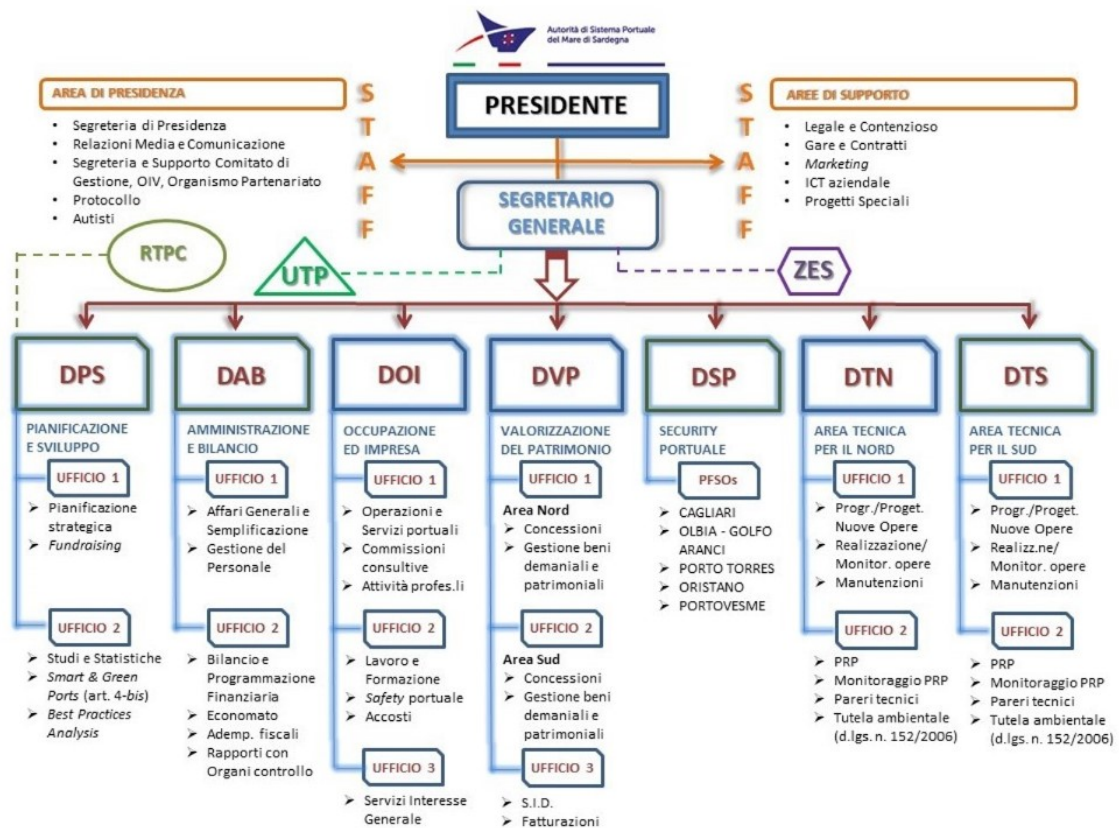 Autorità di Sistema Portuale
del Mare di Sardegna
PRESIDENTE
AREA DI PRESIDENZA
• Segreteria di Presidenza
• Relazioni Media e Comunicazione
• Segreteria e Supporto Comitato di
Gestione, OIV, Organismo Partenariato
• Protocollo
• Autisti
STAFF
STAFF
AREE DI SUPPORTO
• Legale e Contenzioso
• Gare e Contratti
• Marketing
• ICT aziendale
• Progetti Speciali
SEGRETARIO
GENERALE
RTPC
UTP
ZES
DPS
PIANIFICAZIONE
E SVILUPPO
UFFICIO 1
➢ Pianificazione
strategica
➢ Fundraising
UFFICIO 2
➢ Studi e Statistiche
➢ Smart & Green
Ports (art. 4-bis)
➢ Best Practices
Analysis
DAB
AMMINISTRAZIONE
E BILANCIO
UFFICIO 1
➢ Affari Generali e
Semplificazione
➢ Gestione del
Personale
UFFICIO 2
➢ Bilancio e
Programmazione
Finanziaria
➢ Economato
➢ Ademp. fiscali
➢ Rapporti con
Organi controllo
DOI
OCCUPAZIONE
ED IMPRESA
UFFICIO 1
➢ Operazioni e
Servizi portuali
➢ Commissioni
consultive
➢ Attività profes.li
UFFICIO 2
➢ Lavoro e
Formazione
➢ Safety portuale
➢ Accosti
UFFICIO 3
➢ Servizi Interesse
Generale
DVP
VALORIZZAZIONE
DEL PATRIMONIO
UFFICIO 1
Area Nord
➢ Concessioni
➢ Gestione beni
demaniali e
patrimoniali
UFFICIO 2
Area Sud
➢ Concessioni
➢ Gestione beni
demaniali e
patrimoniali
UFFICIO 3
➢ S.I.D.
➢ Fatturazioni
DSP
SECURITY
PORTUALE
PFSOs
➢ CAGLIARI
➢ OLBIA - GOLFO
ARANCI
➢ PORTO TORRES
➢ ORISTANO
➢ PORTOVESME
DTN
AREA TECNICA
PER IL NORD
UFFICIO 1
➢ Progr./Proget.
Nuove Opere
➢ Realizzazione/
Monitor. opere
➢ Manutenzioni
UFFICIO 2
➢ PRP
➢ Monitoraggio PRP
➢ Pareri tecnici
➢ Tutela ambientale
(d.lgs. n. 152/2006)
DTS
AREA TECNICA
PER IL SUD
UFFICIO 1
➢ Progr./Proget.
Nuove Opere
➢ Realizz.ne/
Monitor. opere
➢ Manutenzioni
UFFICIO 2
➢ PRP
➢ Monitoraggio PRP
➢ Pareri tecnici
➢ Tutela ambientale
(d.lgs. n. 152/2006)